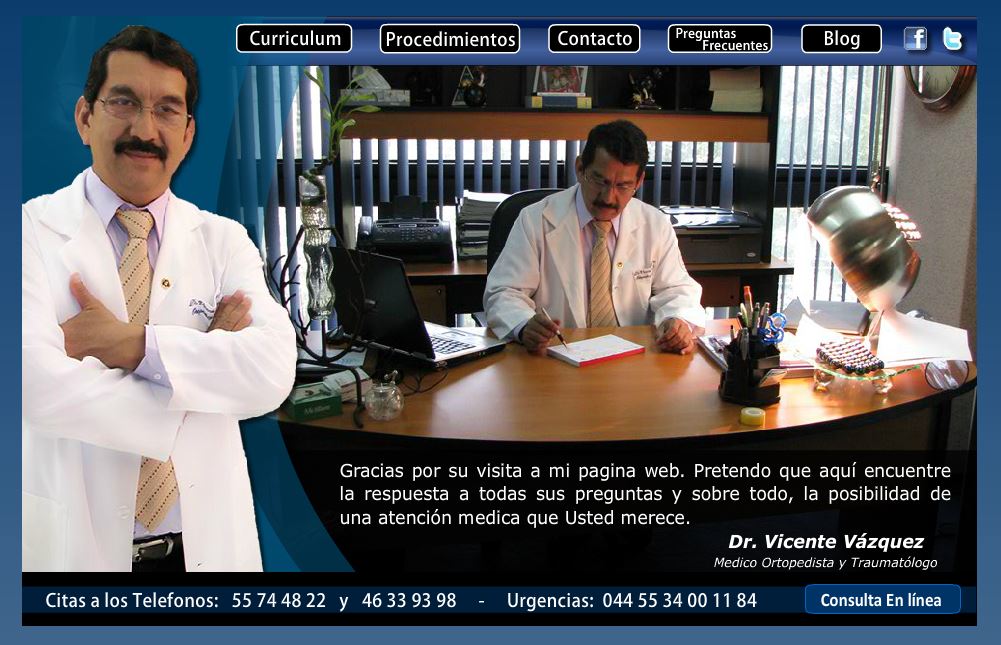 Curriculum
Procedimientos
Contacto
Preguntas
Frecuentes
Blog
f
t
Gracias por su visita a mi pagina web. Pretendo que aquí encuentre
la respuesta a todas sus preguntas y sobre todo, la posibilidad de
una atención medica que Usted merece.
Dr. Vicente Vázquez
Medico Ortopedista y Traumatólogo
Citas a los Telefonos: 55 74 48 22 y 46 33 93 98 - Urgencias: 044 55 34 00 11 84
Consulta En línea